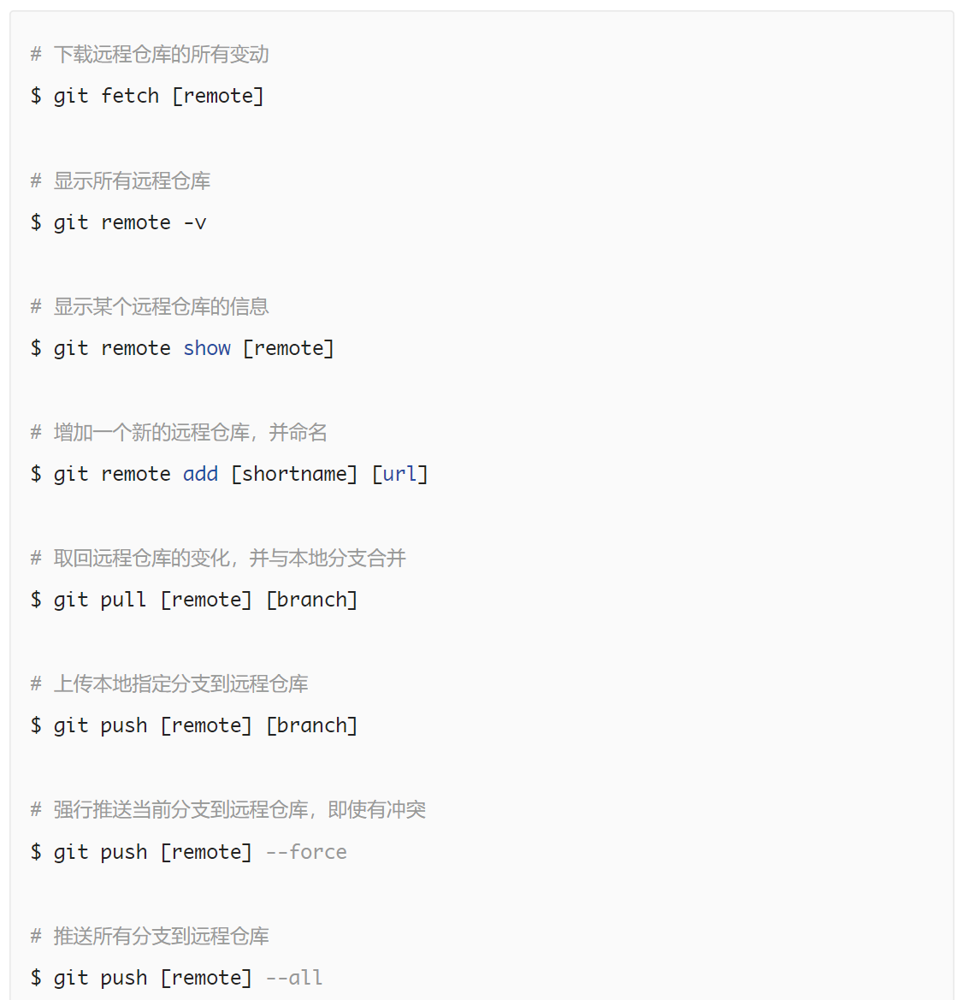 # 下载远程仓库的所有变动
$ git fetch [remote]
# 显示所有远程仓库
$ git remote -v
# 显示某个远程仓库的信息
$ git remote show [remote]
# 增加一个新的远程仓库，并命名
$ git remote add [shortname] [url]
# 取回远程仓库的变化，并与本地分支合并
$ git pull [remote] [branch]
# 上传本地指定分支到远程仓库
$ git push [remote] [branch]
# 强行推送当前分支到远程仓库，即使有冲突
$ git push [remote] --force
# 推送所有分支到远程仓库
$ git push [remote] --all